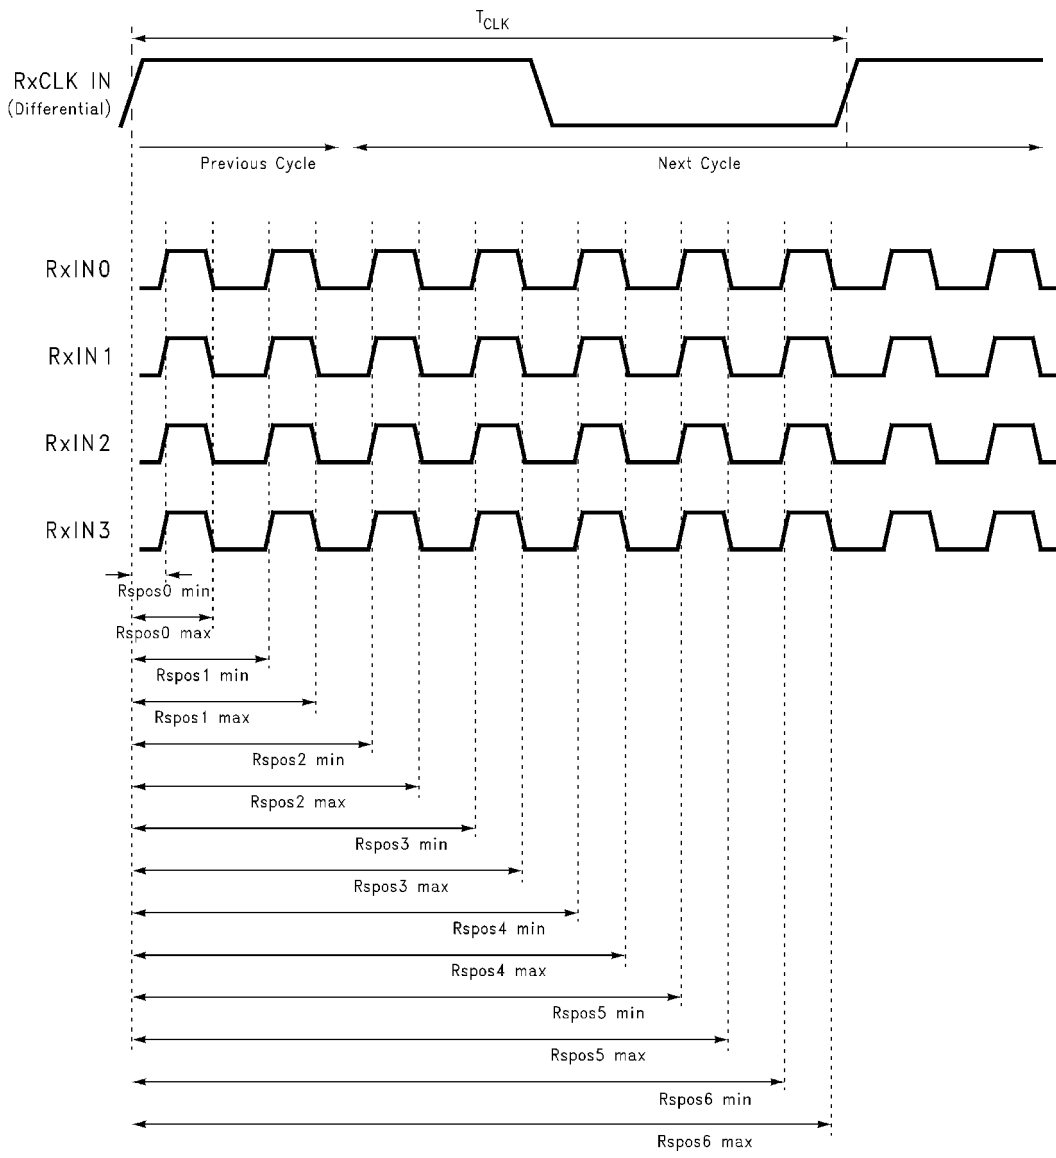 TCLK
RxCLK IN
(Differential)
Previous Cycle
Next Cycle
RxIN0
RxIN1
RxIN2
RxIN3
Rspos0 min
Rspos0 max
Rspos1 min
Rspos1 max
Rspos2 min
Rspos2 max
Rspos3 min
Rspos3 max
Rspos4 min
Rspos4 max
Rspos5 min
Rspos5 max
Rspos6 min
Rspos6 max